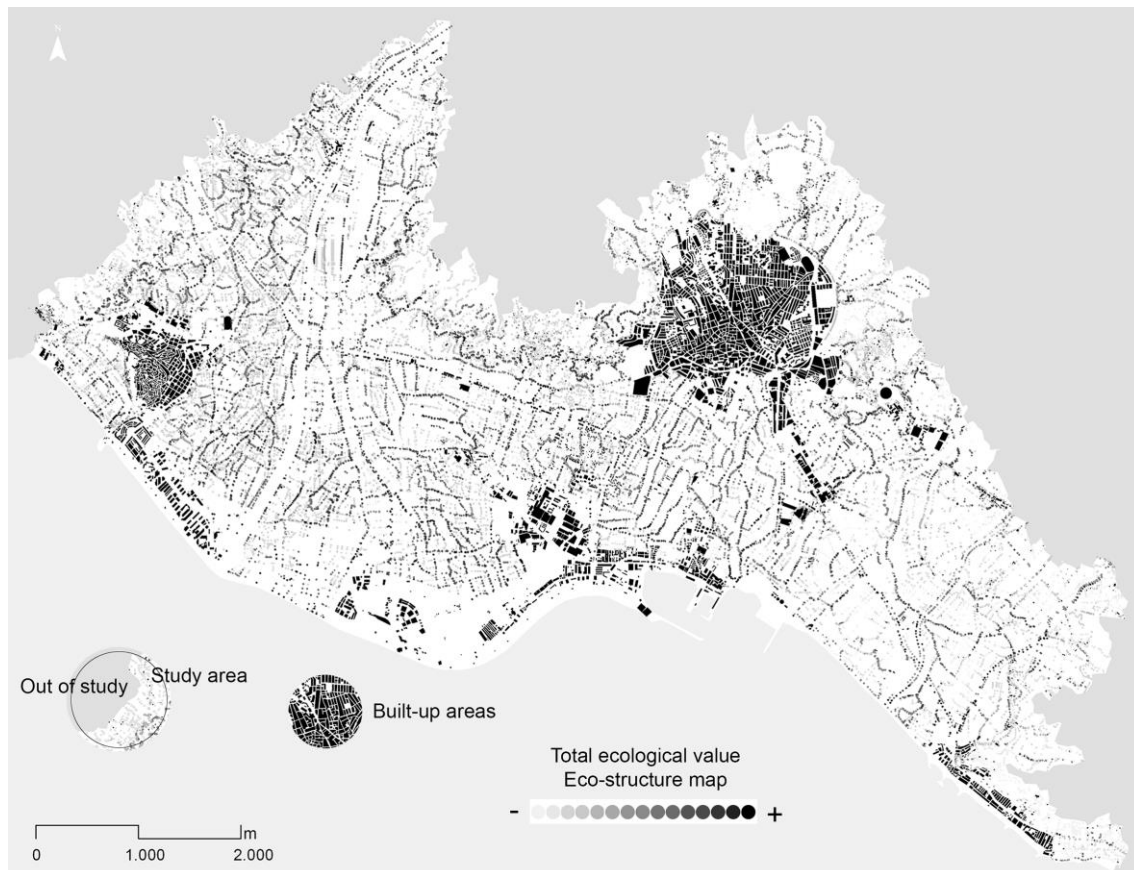 N
Out of study
Study area
Built-up areas
Total ecological value
Eco-structure map
- +
m
0 1.000 2.000